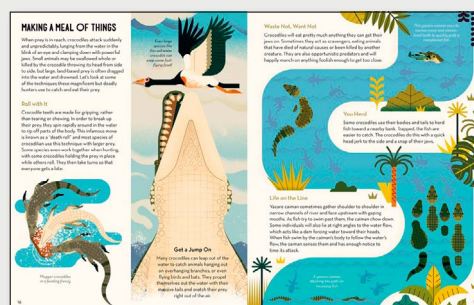 MAKING A MEAL OF THINGS
When prey is in reach, crocodiles attack suddenly
and unpredictably, lunging from the water in the
blink of an eye and clamping down with powerful
jaws. Small animals may be swallowed whole or
killed by the crocodile throwing its head from side
to side, but large, land-based prey is often dragged
into the water and drowned. Let's look at some of
the techniques these magnificent but deadly
hunters use to catch and eat their prey.
Roll with It
Crocodile teeth are made for gripping, rather
than tearing or chewing. In order to break up
their prey, they spin rapidly around in the water
to rip off parts of the body. This infamous move
is known as a "death roll" and most species of
crocodilian use this technique with larger prey.
Some species even work together when hunting,
with some crocodiles holding the prey in place
while others roll. They then take turns so that
everyone gets a bite.
Get a Jump On
Many crocodiles can leap out of the
water to catch animals hanging out
on overhanging branches, or even
flying birds and bats. They propel
themselves out the water with their
massive tails and snatch their prey
right out of the air.
Waste Not, Want Not
Crocodiles will eat pretty much anything they can get their
jaws on. Sometimes they act as scavengers, eating animals
that have died of natural causes or been killed by another
creature. They are also opportunistic predators and will
happily munch on anything foolish enough to get too close.
You Herd
Some crocodiles use their bodies and tails to herd
fish toward a nearby bank. Trapped, the fish are
easier to catch. The crocodiles do this with a quick
head jerk to the side and a snap of their jaws.
Life on the Line
Yacare caiman sometimes gather shoulder to shoulder in
narrow channels of river and face upstream with gaping
mouths. As fish try to swim past them, the caiman chow down.
Some individuals will also lie at right angles to the water flow,
which acts like a dam forcing water toward their heads.
When fish swim by the caiman's body to follow the water's
flow, the caiman senses them and has enough notice to
time its attack.